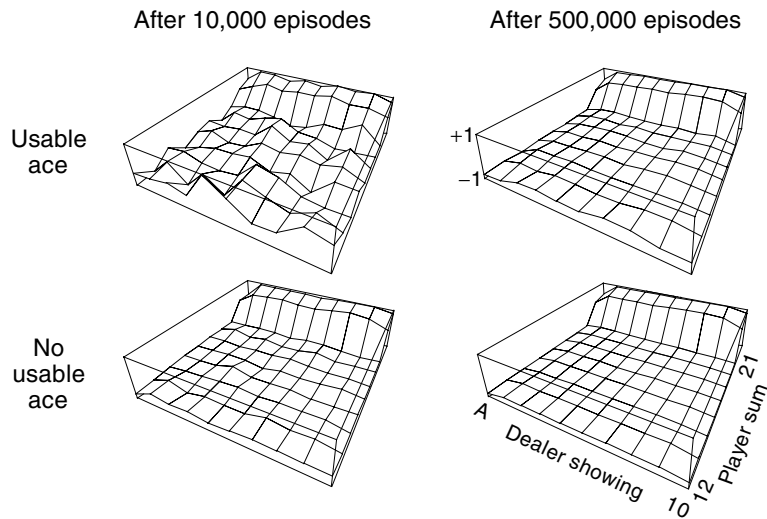 After 10,000 episodes
After 500,000 episodes
Usable
ace
+1
−1
No
usable
ace
A
Dealer showing
10
12
Player sum
21